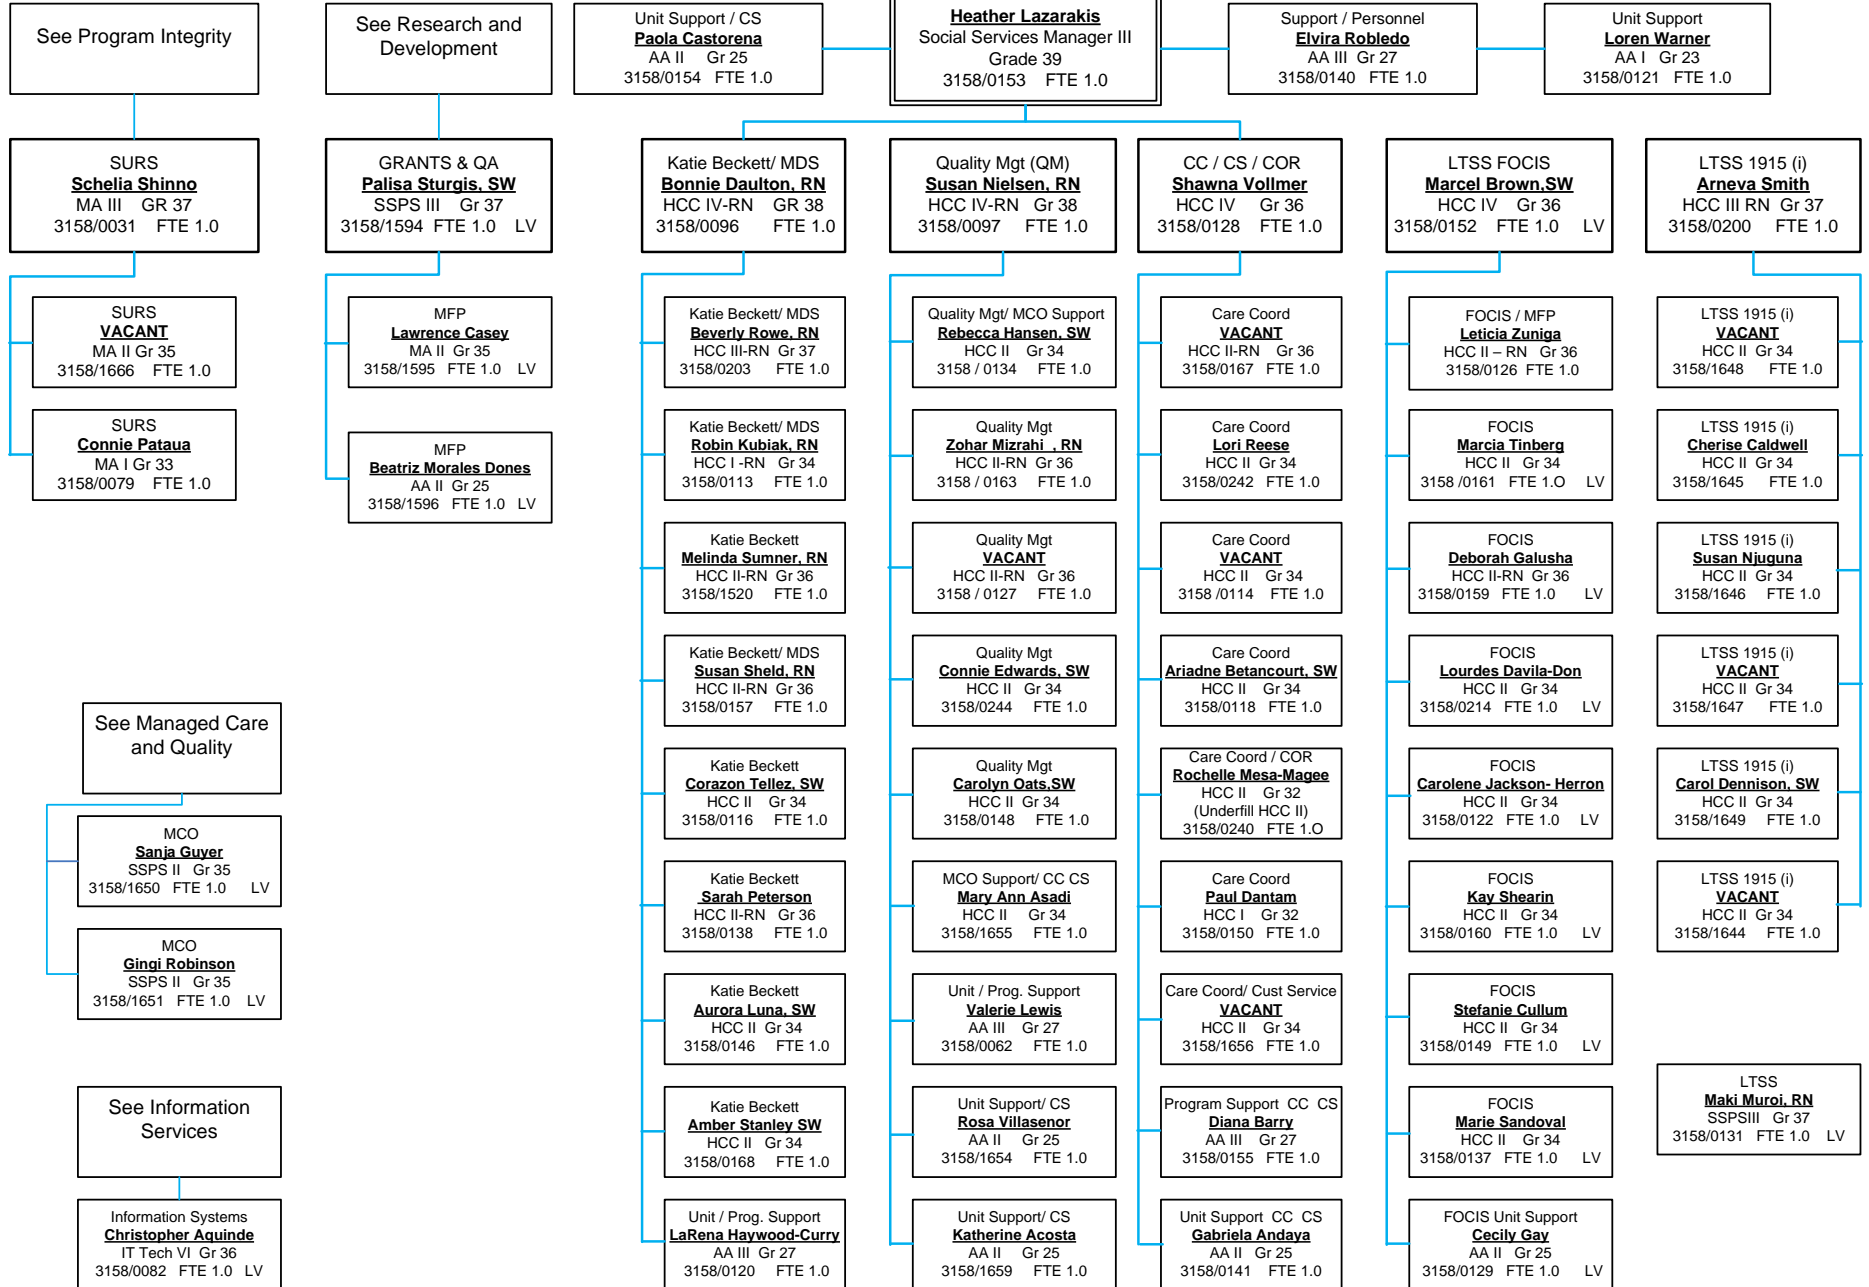 See Program Integrity
See Research and
Development
Unit Support / CS
Paola Castorena
AA II Gr 25
3158/0154 FTE 1.0
Heather Lazarakis
Social Services Manager III
Grade 39
3158/0153 FTE 1.0
Support / Personnel
Elvira Robledo
AA III Gr 27
3158/0140 FTE 1.0
Unit Support
Loren Warner
AA I Gr 23
3158/0121 FTE 1.0
SURS
Schelia Shinno
MA III GR 37
3158/0031 FTE 1.0
GRANTS & QA
Palisa Sturgis, SW
SSPS III Gr 37
3158/1594 FTE 1.0 LV
Katie Beckett/ MDS
Bonnie Daulton, RN
HCC IV-RN GR 38
3158/0096 FTE 1.0
Quality Mgt (QM)
Susan Nielsen, RN
HCC IV-RN Gr 38
3158/0097 FTE 1.0
CC / CS / COR
Shawna Vollmer
HCC IV Gr 36
3158/0128 FTE 1.0
LTSS FOCIS
Marcel Brown,SW
HCC IV Gr 36
3158/0152 FTE 1.0 LV
LTSS 1915 (i)
Arneva Smith
HCC III RN Gr 37
3158/0200 FTE 1.0
SURS
VACANT
MA II Gr 35
3158/1666 FTE 1.0
SURS
Connie Pataua
MA I Gr 33
3158/0079 FTE 1.0
MFP
Lawrence Casey
MA II Gr 35
3158/1595 FTE 1.0 LV
MFP
Beatriz Morales Dones
AA II Gr 25
3158/1596 FTE 1.0 LV
Katie Beckett/ MDS
Beverly Rowe, RN
HCC III-RN Gr 37
3158/0203 FTE 1.0
Katie Beckett/ MDS
Robin Kubiak, RN
HCC I -RN Gr 34
3158/0113 FTE 1.0
Katie Beckett
Melinda Sumner, RN
HCC II-RN Gr 36
3158/1520 FTE 1.0
Katie Beckett/ MDS
Susan Sheld, RN
HCC II-RN Gr 36
3158/0157 FTE 1.0
Katie Beckett
Corazon Tellez, SW
HCC II Gr 34
3158/0116 FTE 1.0
Katie Beckett
Sarah Peterson
HCC II-RN Gr 36
3158/0138 FTE 1.0
Katie Beckett
Aurora Luna, SW
HCC II Gr 34
3158/0146 FTE 1.0
Katie Beckett
Amber Stanley SW
HCC II Gr 34
3158/0168 FTE 1.0
Unit / Prog. Support
LaRena Haywood-Curry
AA III Gr 27
3158/0120 FTE 1.0
Quality Mgt/ MCO Support
Rebecca Hansen, SW
HCC II Gr 34
3158 / 0134 FTE 1.0
Quality Mgt
Zohar Mizrahi , RN
HCC II-RN Gr 36
3158 / 0163 FTE 1.0
Quality Mgt
VACANT
HCC II-RN Gr 36
3158 / 0127 FTE 1.0
Quality Mgt
Connie Edwards, SW
HCC II Gr 34
3158/0244 FTE 1.0
Quality Mgt
Carolyn Oats,SW
HCC II Gr 34
3158/0148 FTE 1.0
MCO Support/ CC CS
Mary Ann Asadi
HCC II Gr 34
3158/1655 FTE 1.0
Unit / Prog. Support
Valerie Lewis
AA III Gr 27
3158/0062 FTE 1.0
Unit Support/ CS
Rosa Villasenor
AA II Gr 25
3158/1654 FTE 1.0
Unit Support/ CS
Katherine Acosta
AA II Gr 25
3158/1659 FTE 1.0
Care Coord
VACANT
HCC II-RN Gr 36
3158/0167 FTE 1.0
Care Coord
Lori Reese
HCC II Gr 34
3158/0242 FTE 1.0
Care Coord
VACANT
HCC II Gr 34
3158 /0114 FTE 1.0
Care Coord
Ariadne Betancourt, SW
HCC II Gr 34
3158/0118 FTE 1.0
Care Coord / COR
Rochelle Mesa-Magee
HCC II Gr 32
(Underfill HCC II)
3158/0240 FTE 1.O
Care Coord
Paul Dantam
HCC I Gr 32
3158/0150 FTE 1.0
Care Coord/ Cust Service
VACANT
HCC II Gr 34
3158/1656 FTE 1.0
Program Support CC CS
Diana Barry
AA III Gr 27
3158/0155 FTE 1.0
Unit Support CC CS
Gabriela Andaya
AA II Gr 25
3158/0141 FTE 1.0
FOCIS / MFP
Leticia Zuniga
HCC II – RN Gr 36
3158/0126 FTE 1.0
FOCIS
Marcia Tinberg
HCC II Gr 34
3158 /0161 FTE 1.O LV
FOCIS
Deborah Galusha
HCC II-RN Gr 36
3158/0159 FTE 1.0 LV
FOCIS
Lourdes Davila-Don
HCC II Gr 34
3158/0214 FTE 1.0 LV
FOCIS
Carolene Jackson- Herron
HCC II Gr 34
3158/0122 FTE 1.0 LV
FOCIS
Kay Shearin
HCC II Gr 34
3158/0160 FTE 1.0 LV
FOCIS
Stefanie Cullum
HCC II Gr 34
3158/0149 FTE 1.0 LV
FOCIS
Marie Sandoval
HCC II Gr 34
3158/0137 FTE 1.0 LV
FOCIS Unit Support
Cecily Gay
AA II Gr 25
3158/0129 FTE 1.0 LV
LTSS 1915 (i)
VACANT
HCC II Gr 34
3158/1648 FTE 1.0
LTSS 1915 (i)
Cherise Caldwell
HCC II Gr 34
3158/1645 FTE 1.0
LTSS 1915 (i)
Susan Njuguna
HCC II Gr 34
3158/1646 FTE 1.0
LTSS 1915 (i)
VACANT
HCC II Gr 34
3158/1647 FTE 1.0
LTSS 1915 (i)
Carol Dennison, SW
HCC II Gr 34
3158/1649 FTE 1.0
LTSS 1915 (i)
VACANT
HCC II Gr 34
3158/1644 FTE 1.0
LTSS
Maki Muroi, RN
SSPSIII Gr 37
3158/0131 FTE 1.0 LV
See Managed Care
and Quality
MCO
Sanja Guyer
SSPS II Gr 35
3158/1650 FTE 1.0 LV
MCO
Gingi Robinson
SSPS II Gr 35
3158/1651 FTE 1.0 LV
See Information
Services
Information Systems
Christopher Aquinde
IT Tech VI Gr 36
3158/0082 FTE 1.0 LV